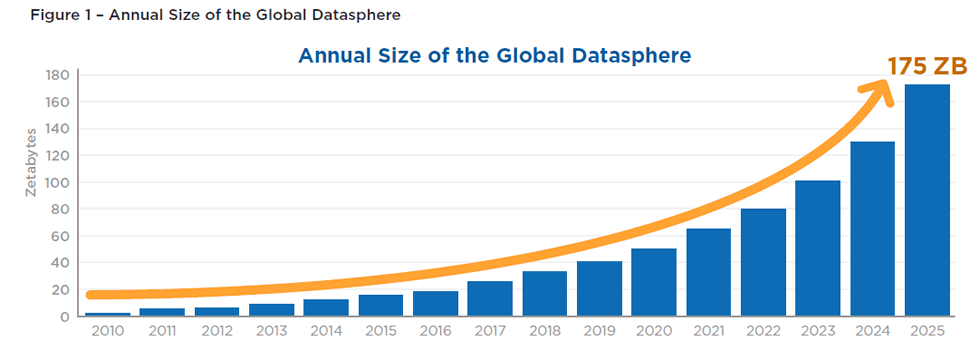 Figure 1 – Annual Size of the Global Datasphere
Annual Size of the Global Datasphere
175 ZB
180
160
140
120
100
80
60
40
20
0
Zetabytes
2010 2011 2012 2013 2014 2015 2016 2017 2018 2019 2020 2021 2022 2023 2024 2025